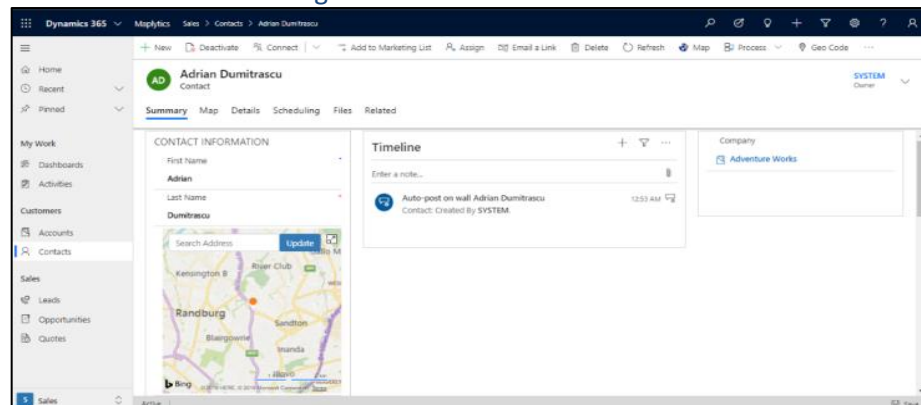 Dynamics 365 Maplytics Sales > Contacts > Adrian Dumitrascu
+ New Deactivate Connect Add to Marketing List Assign Email a Link Delete Refresh Map Process Geo Code ...
Home
Recent
Pinned
My Work
Dashboards
Activities
Customers
Accounts
Contacts
Sales
Leads
Opportunities
Quotes
S Sales
AD Adrian Dumitrascu
Contact
SYSTEM
Owner
Summary Map Details Scheduling Files Related
CONTACT INFORMATION
First Name
Adrian
Last Name
Dumitrascu
Search Address Update
Kensington B
River Club
Randburg
Sandton
Blairgowrie
Inanda
Illovo
Bing
Timeline
Enter a note...
Auto-post on wall Adrian Dumitrascu 12:53 AM
Contact: Created By SYSTEM.
Company
Adventure Works
Active
Save